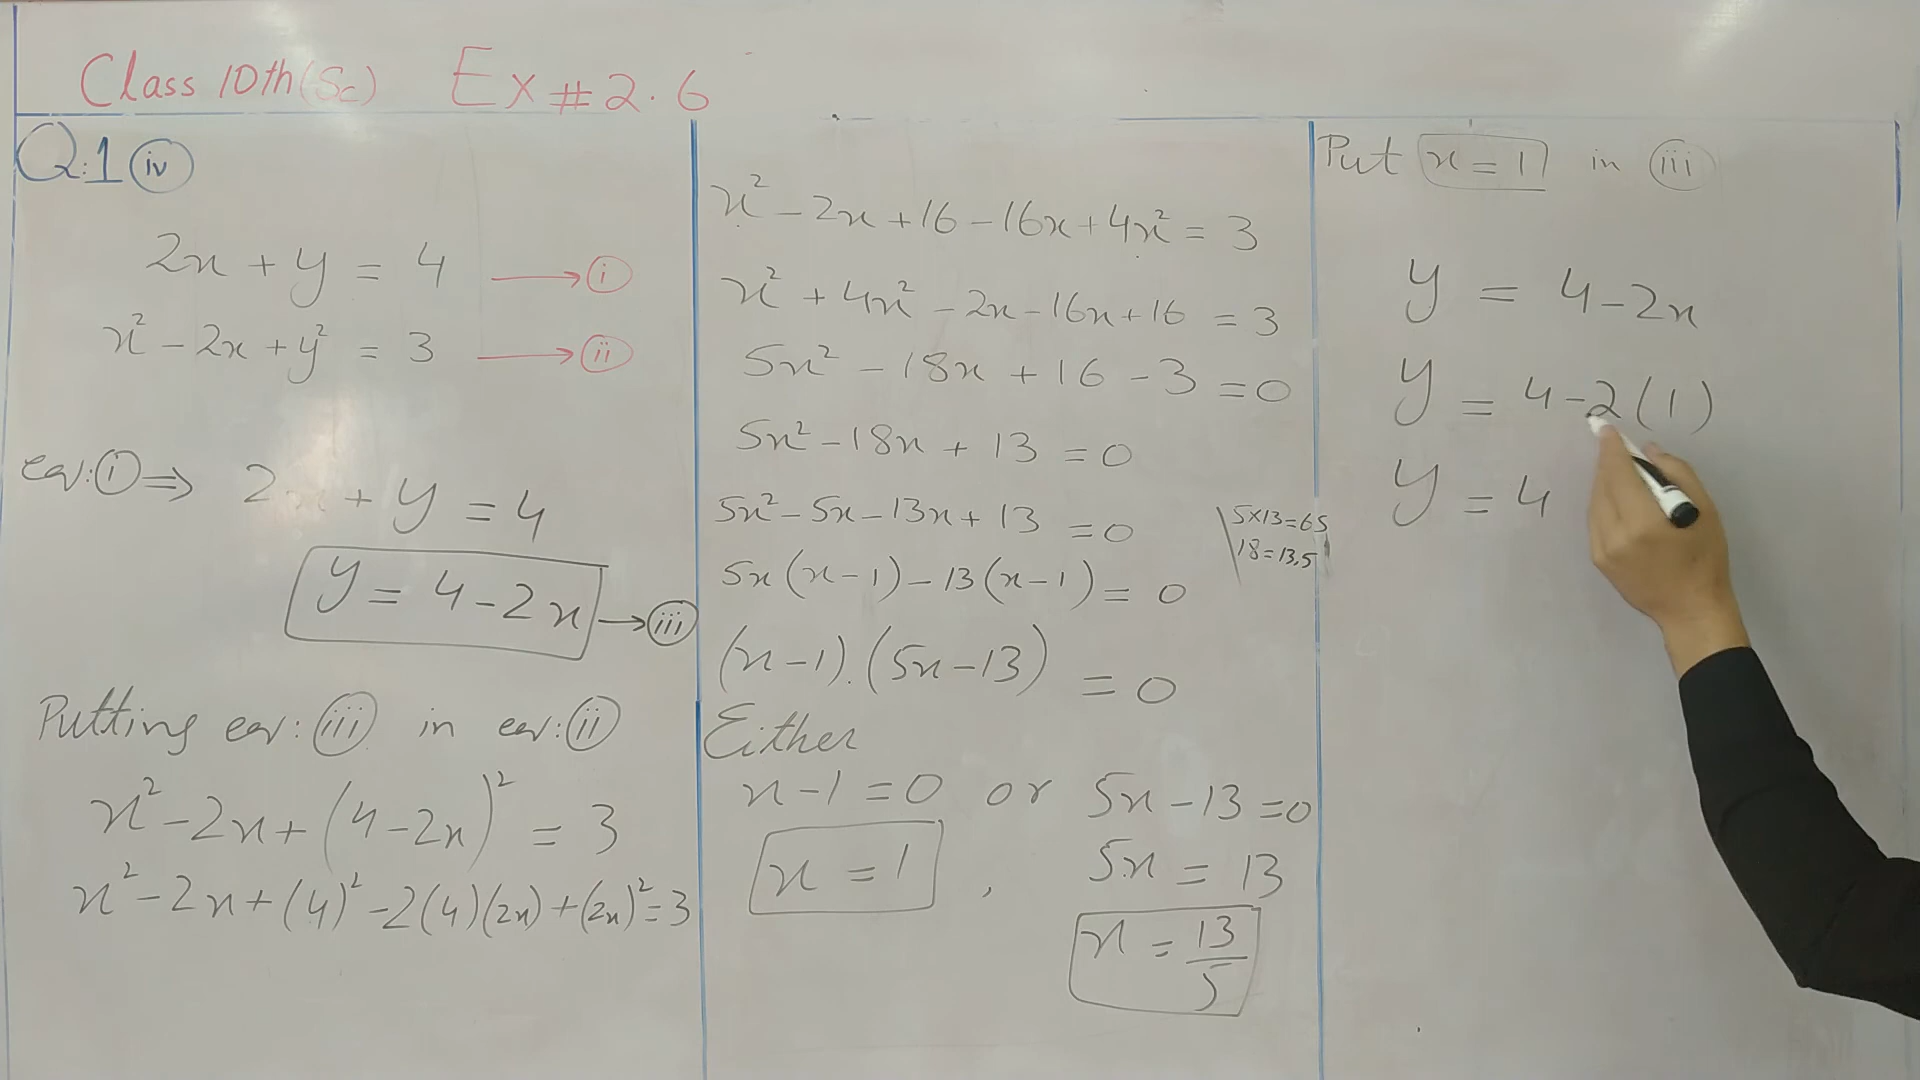 Class 10th (Sc) Ex # 2.6
Q:1 (iv)
2x + y = 4 → (i)
x² - 2x + y² = 3 → (ii)
eq: (i) ⇒ 2x + y = 4
y = 4 - 2x → (iii)
Putting eq: (iii) in eq: (ii)
x² - 2x + (4 - 2x)² = 3
x² - 2x + (4)² - 2(4)(2x) + (2x)² = 3
x² - 2x + 16 - 16x + 4x² = 3
x² + 4x² - 2x - 16x + 16 = 3
5x² - 18x + 16 - 3 = 0
5x² - 18x + 13 = 0
5x² - 5x - 13x + 13 = 0
5x13=65
18=13,5
5x(x - 1) - 13(x - 1) = 0
(x - 1).(5x - 13) = 0
Either
x - 1 = 0 or 5x - 13 = 0
x = 1 , 5x = 13
x = 13/5
Put x = 1 in (iii)
y = 4 - 2x
y = 4 - 2(1)
y = 4